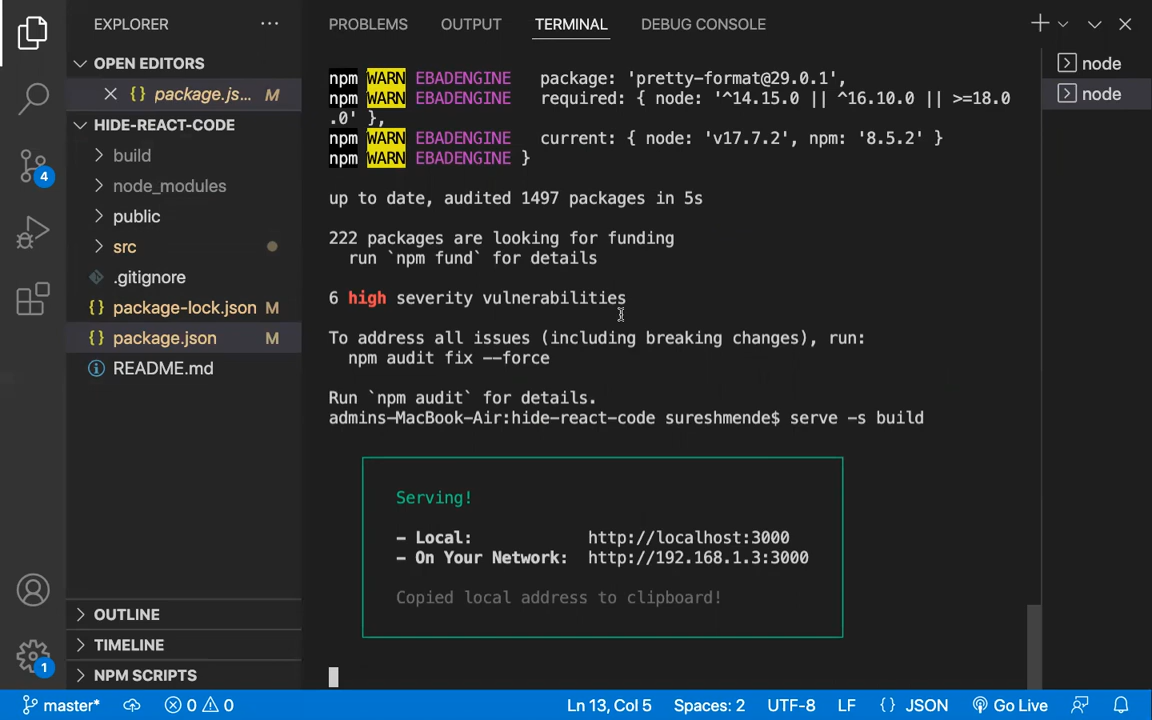 EXPLORER
OPEN EDITORS
{} package.js... M
HIDE-REACT-CODE
build
node_modules
public
src
.gitignore
{} package-lock.json M
{} package.json M
README.md
OUTLINE
TIMELINE
NPM SCRIPTS
4
1
PROBLEMS OUTPUT TERMINAL DEBUG CONSOLE
npm WARN EBADENGINE   package: 'pretty-format@29.0.1',
npm WARN EBADENGINE   required: { node: '^14.15.0 || ^16.10.0 || >=18.0
.0' },
npm WARN EBADENGINE   current: { node: 'v17.7.2', npm: '8.5.2' }
npm WARN EBADENGINE }
up to date, audited 1497 packages in 5s
222 packages are looking for funding
run `npm fund` for details
6 high severity vulnerabilities
To address all issues (including breaking changes), run:
npm audit fix --force
Run `npm audit` for details.
admins-MacBook-Air:hide-react-code sureshmende$ serve -s build
Serving!
- Local: http://localhost:3000
- On Your Network: http://192.168.1.3:3000
Copied local address to clipboard!
node
node
master* 0 0 Ln 13, Col 5 Spaces: 2 UTF-8 LF {} JSON Go Live